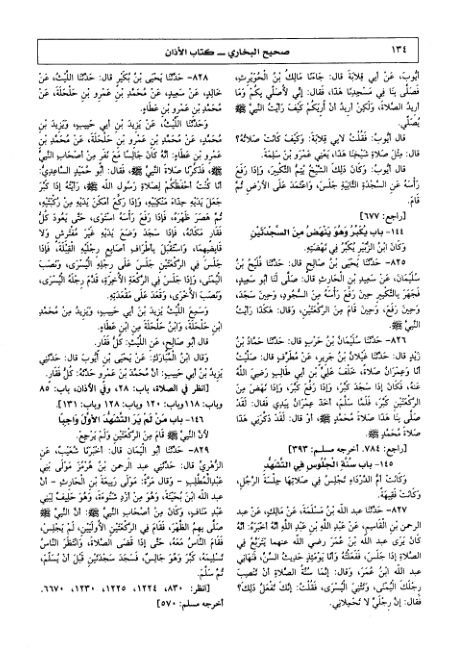 ١٣٤
صحيح البخاري ــ كتاب الأذان
أَيُّوبَ، عَنْ أَبِي قِلَابَةَ قَالَ: جَاءَنَا مَالِكُ بْنُ الْحُوَيْرِثِ،
فَصَلَّى بِنَا فِي مَسْجِدِنَا هَذَا، فَقَالَ: إِنِّي لَأُصَلِّي بِكُمْ وَمَا
أُرِيدُ الصَّلَاةَ، وَلَكِنْ أُرِيدُ أَنْ أُرِيَكُمْ كَيْفَ رَأَيْتُ النَّبِيَّ ﷺ
يُصَلِّي.
قَالَ أَيُّوبُ: فَقُلْتُ لِأَبِي قِلَابَةَ: وَكَيْفَ كَانَتْ صَلَاتُهُ؟
قَالَ: مِثْلَ صَلَاةِ شَيْخِنَا هَذَا، يَعْنِي عَمْرَو بْنَ سَلِمَةَ.
قَالَ أَيُّوبُ: وَكَانَ ذَلِكَ الشَّيْخُ يُتِمُّ التَّكْبِيرَ، وَإِذَا رَفَعَ
رَأْسَهُ عَنِ السَّجْدَةِ الثَّانِيَةِ جَلَسَ، وَاعْتَمَدَ عَلَى الْأَرْضِ ثُمَّ
قَامَ.
[راجع: ٦٧٧]
١٤٤- باب يُكَبِّرُ وَهُوَ يَنْهَضُ مِنَ السَّجْدَتَيْنِ
وَكَانَ ابْنُ الزُّبَيْرِ يُكَبِّرُ فِي نَهْضَتِهِ.
٨٢٥- حَدَّثَنَا يَحْيَى بْنُ صَالِحٍ قَالَ: حَدَّثَنَا فُلَيْحُ بْنُ
سُلَيْمَانَ، عَنْ سَعِيدِ بْنِ الْحَارِثِ قَالَ: صَلَّى لَنَا أَبُو سَعِيدٍ،
فَجَهَرَ بِالتَّكْبِيرِ حِينَ رَفَعَ رَأْسَهُ مِنَ السُّجُودِ، وَحِينَ سَجَدَ،
وَحِينَ رَفَعَ، وَحِينَ قَامَ مِنَ الرَّكْعَتَيْنِ، وَقَالَ: هَكَذَا رَأَيْتُ
النَّبِيَّ ﷺ.
٨٢٦- حَدَّثَنَا سُلَيْمَانُ بْنُ حَرْبٍ قَالَ: حَدَّثَنَا حَمَّادُ بْنُ
زَيْدٍ قَالَ: حَدَّثَنَا غَيْلَانُ بْنُ جَرِيرٍ، عَنْ مُطَرِّفٍ قَالَ: صَلَّيْتُ
أَنَا وَعِمْرَانُ صَلَاةً، خَلْفَ عَلِيِّ بْنِ أَبِي طَالِبٍ رَضِيَ اللَّهُ
عَنْهُ، فَكَانَ إِذَا سَجَدَ كَبَّرَ، وَإِذَا رَفَعَ كَبَّرَ، وَإِذَا نَهَضَ مِنَ
الرَّكْعَتَيْنِ كَبَّرَ، فَلَمَّا سَلَّمَ، أَخَذَ عِمْرَانُ بِيَدِي فَقَالَ: لَقَدْ
صَلَّى بِنَا هَذَا صَلَاةَ مُحَمَّدٍ ﷺ، أَوْ قَالَ: لَقَدْ ذَكَّرَنِي هَذَا
صَلَاةَ مُحَمَّدٍ ﷺ.
[راجع: ٧٨٤. أخرجه مسلم: ٣٩٣]
١٤٥- باب سُنَّةِ الْجُلُوسِ فِي التَّشَهُّدِ
وَكَانَتْ أُمُّ الدَّرْدَاءِ تَجْلِسُ فِي صَلَاتِهَا جِلْسَةَ الرَّجُلِ،
وَكَانَتْ فَقِيهَةً.
٨٢٧- حَدَّثَنَا عَبْدُ اللَّهِ بْنُ مَسْلَمَةَ، عَنْ مَالِكٍ، عَنْ عَبْدِ
الرَّحْمَنِ بْنِ الْقَاسِمِ، عَنْ عَبْدِ اللَّهِ بْنِ عَبْدِ اللَّهِ أَنَّهُ أَخْبَرَهُ: أَنَّهُ
كَانَ يَرَى عَبْدَ اللَّهِ بْنَ عُمَرَ رضي الله عنهما يَتَرَبَّعُ فِي
الصَّلَاةِ إِذَا جَلَسَ، فَفَعَلْتُهُ وَأَنَا يَوْمَئِذٍ حَدِيثُ السِّنِّ، فَنَهَانِي
عَبْدُ اللَّهِ ابْنُ عُمَرَ، وَقَالَ: إِنَّمَا سُنَّةُ الصَّلَاةِ أَنْ تَنْصِبَ
رِجْلَكَ الْيُمْنَى، وَتَثْنِيَ الْيُسْرَى، فَقُلْتُ: إِنَّكَ تَفْعَلُ ذَلِكَ؟
فَقَالَ: إِنَّ رِجْلَيَّ لَا تَحْمِلَانِي.
٨٢٨- حَدَّثَنَا يَحْيَى بْنُ بُكَيْرٍ قَالَ: حَدَّثَنَا اللَّيْثُ، عَنْ
خَالِدٍ، عَنْ سَعِيدٍ، عَنْ مُحَمَّدِ بْنِ عَمْرِو بْنِ حَلْحَلَةَ، عَنْ
مُحَمَّدِ بْنِ عَمْرِو بْنِ عَطَاءٍ.
وَحَدَّثَنَا اللَّيْثُ، عَنْ يَزِيدَ بْنِ أَبِي حَبِيبٍ، وَيَزِيدَ بْنِ
مُحَمَّدٍ، عَنْ مُحَمَّدِ بْنِ عَمْرِو بْنِ حَلْحَلَةَ، عَنْ مُحَمَّدِ بْنِ
عَمْرِو بْنِ عَطَاءٍ: أَنَّهُ كَانَ جَالِسًا مَعَ نَفَرٍ مِنْ أَصْحَابِ النَّبِيِّ
ﷺ، فَذَكَرْنَا صَلَاةَ النَّبِيِّ ﷺ، فَقَالَ: أَبُو حُمَيْدٍ السَّاعِدِيُّ:
أَنَا كُنْتُ أَحْفَظَكُمْ لِصَلَاةِ رَسُولِ اللَّهِ ﷺ، رَأَيْتُهُ إِذَا كَبَّرَ
جَعَلَ يَدَيْهِ حِذَاءَ مَنْكِبَيْهِ، وَإِذَا رَكَعَ أَمْكَنَ يَدَيْهِ مِنْ رُكْبَتَيْهِ،
ثُمَّ هَصَرَ ظَهْرَهُ، فَإِذَا رَفَعَ رَأْسَهُ اسْتَوَى، حَتَّى يَعُودَ كُلُّ
فَقَارٍ مَكَانَهُ، فَإِذَا سَجَدَ وَضَعَ يَدَيْهِ غَيْرَ مُفْتَرِشٍ وَلَا
قَابِضِهِمَا، وَاسْتَقْبَلَ بِأَطْرَافِ أَصَابِعِ رِجْلَيْهِ الْقِبْلَةَ، فَإِذَا
جَلَسَ فِي الرَّكْعَتَيْنِ جَلَسَ عَلَى رِجْلِهِ الْيُسْرَى، وَنَصَبَ
الْيُمْنَى، وَإِذَا جَلَسَ فِي الرَّكْعَةِ الْآخِرَةِ، قَدَّمَ رِجْلَهُ الْيُسْرَى،
وَنَصَبَ الْأُخْرَى، وَقَعَدَ عَلَى مَقْعَدَتِهِ.
وَسَمِعَ اللَّيْثُ يَزِيدَ بْنَ أَبِي حَبِيبٍ، وَيَزِيدُ مِنْ مُحَمَّدِ
ابْنِ حَلْحَلَةَ، وَابْنُ حَلْحَلَةَ مِنِ ابْنِ عَطَاءٍ.
قَالَ أَبُو صَالِحٍ، عَنِ اللَّيْثِ: كُلُّ فَقَارٍ.
وَقَالَ ابْنُ الْمُبَارَكِ: عَنْ يَحْيَى بْنِ أَيُّوبَ قَالَ: حَدَّثَنِي
يَزِيدُ بْنُ أَبِي حَبِيبٍ: أَنَّ مُحَمَّدَ بْنَ عَمْرٍو حَدَّثَهُ: كُلُّ فَقَارٍ.
[انظر في الصلاة، باب: ٢٨، وفي الأذان، باب: ٨٥
وباب: ١١٨ وباب: ١٢٠ وباب: ١٢٨ وباب: ١٣١].
١٤٦- باب مَنْ لَمْ يَرَ التَّشَهُّدَ الْأَوَّلَ وَاجِبًا
لِأَنَّ النَّبِيَّ ﷺ قَامَ مِنَ الرَّكْعَتَيْنِ وَلَمْ يَرْجِعْ.
٨٢٩- حَدَّثَنَا أَبُو الْيَمَانِ قَالَ: أَخْبَرَنَا شُعَيْبٌ، عَنِ
الزُّهْرِيِّ قَالَ: حَدَّثَنِي عَبْدُ الرَّحْمَنِ بْنُ هُرْمُزَ مَوْلَى بَنِي
عَبْدِ الْمُطَّلِبِ - وَقَالَ مَرَّةً: مَوْلَى رَبِيعَةَ بْنِ الْحَارِثِ - أَنَّ
عَبْدَ اللَّهِ ابْنَ بُحَيْنَةَ، وَهُوَ مِنْ أَزْدِ شَنُوءَةَ، وَهُوَ حَلِيفٌ لِبَنِي
عَبْدِ مَنَافٍ، وَكَانَ مِنْ أَصْحَابِ النَّبِيِّ ﷺ: أَنَّ النَّبِيَّ ﷺ
صَلَّى بِهِمُ الظُّهْرَ، فَقَامَ فِي الرَّكْعَتَيْنِ الْأُولَيَيْنِ، لَمْ يَجْلِسْ،
فَقَامَ النَّاسُ مَعَهُ، حَتَّى إِذَا قَضَى الصَّلَاةَ، وَانْتَظَرَ النَّاسُ
تَسْلِيمَهُ، كَبَّرَ وَهُوَ جَالِسٌ، فَسَجَدَ سَجْدَتَيْنِ قَبْلَ أَنْ يُسَلِّمَ،
ثُمَّ سَلَّمَ.
[انظر: ٨٣٠، ١٢٢٤، ١٢٢٥، ١٢٣٠، ٦٦٧٠.
أخرجه مسلم: ٥٧٠]